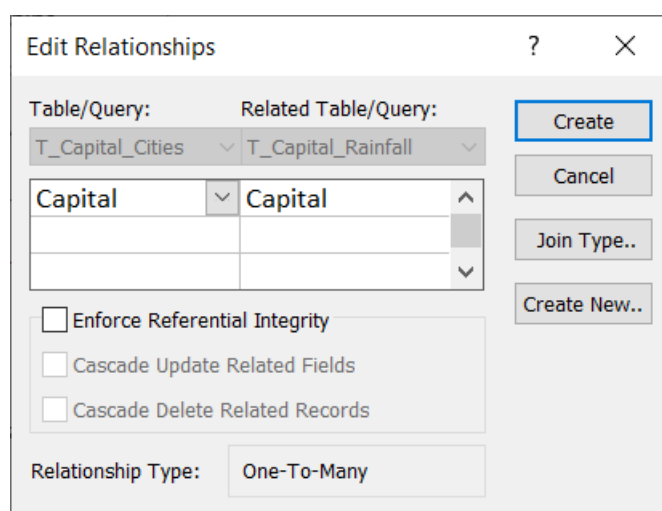 Edit Relationships ?
Table/Query: Related Table/Query:
T_Capital_Cities T_Capital_Rainfall
Capital Capital
Enforce Referential Integrity
Cascade Update Related Fields
Cascade Delete Related Records
Relationship Type: One-To-Many
Create
Cancel
Join Type..
Create New..